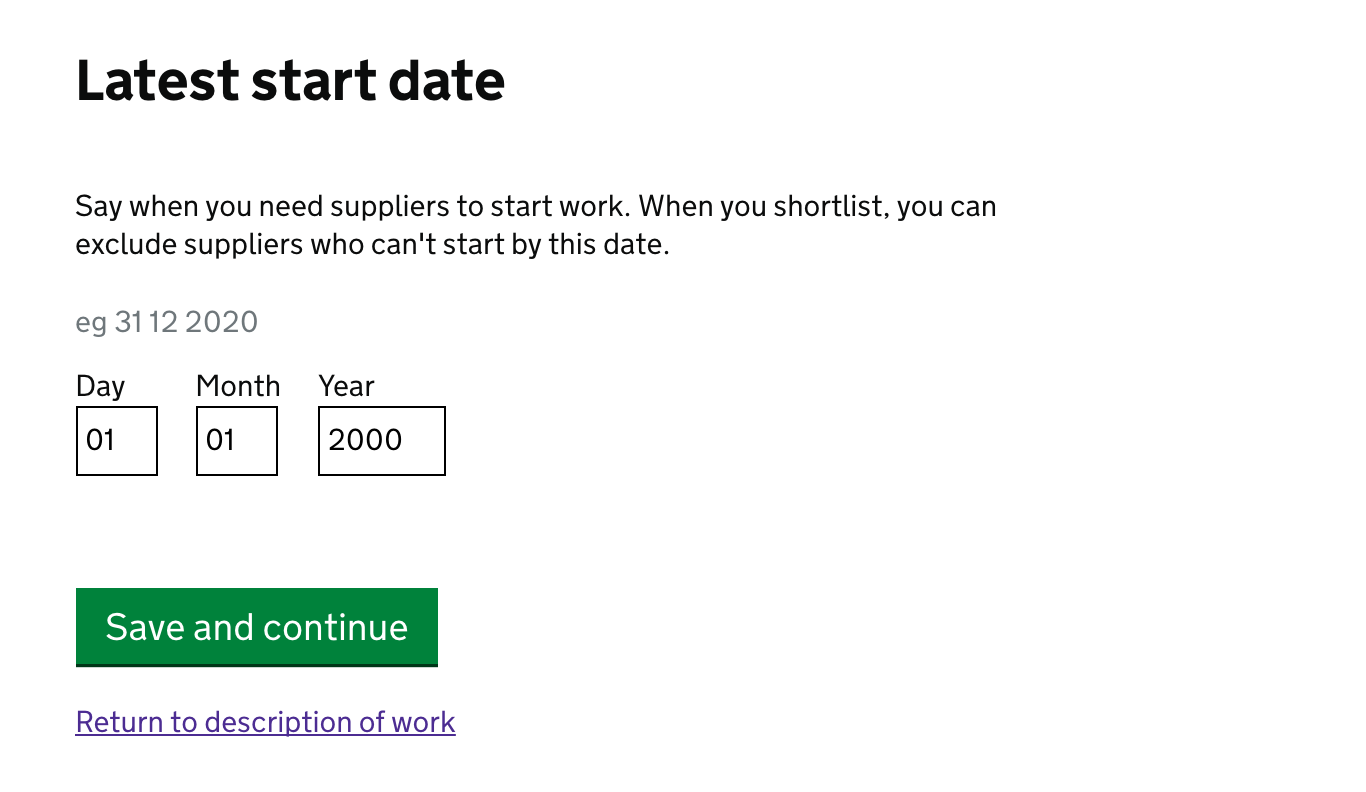 Latest start date
Say when you need suppliers to start work. When you shortlist, you can
exclude suppliers who can't start by this date.
eg 31 12 2020
Day Month Year
01 01 2000
Save and continue
Return to description of work